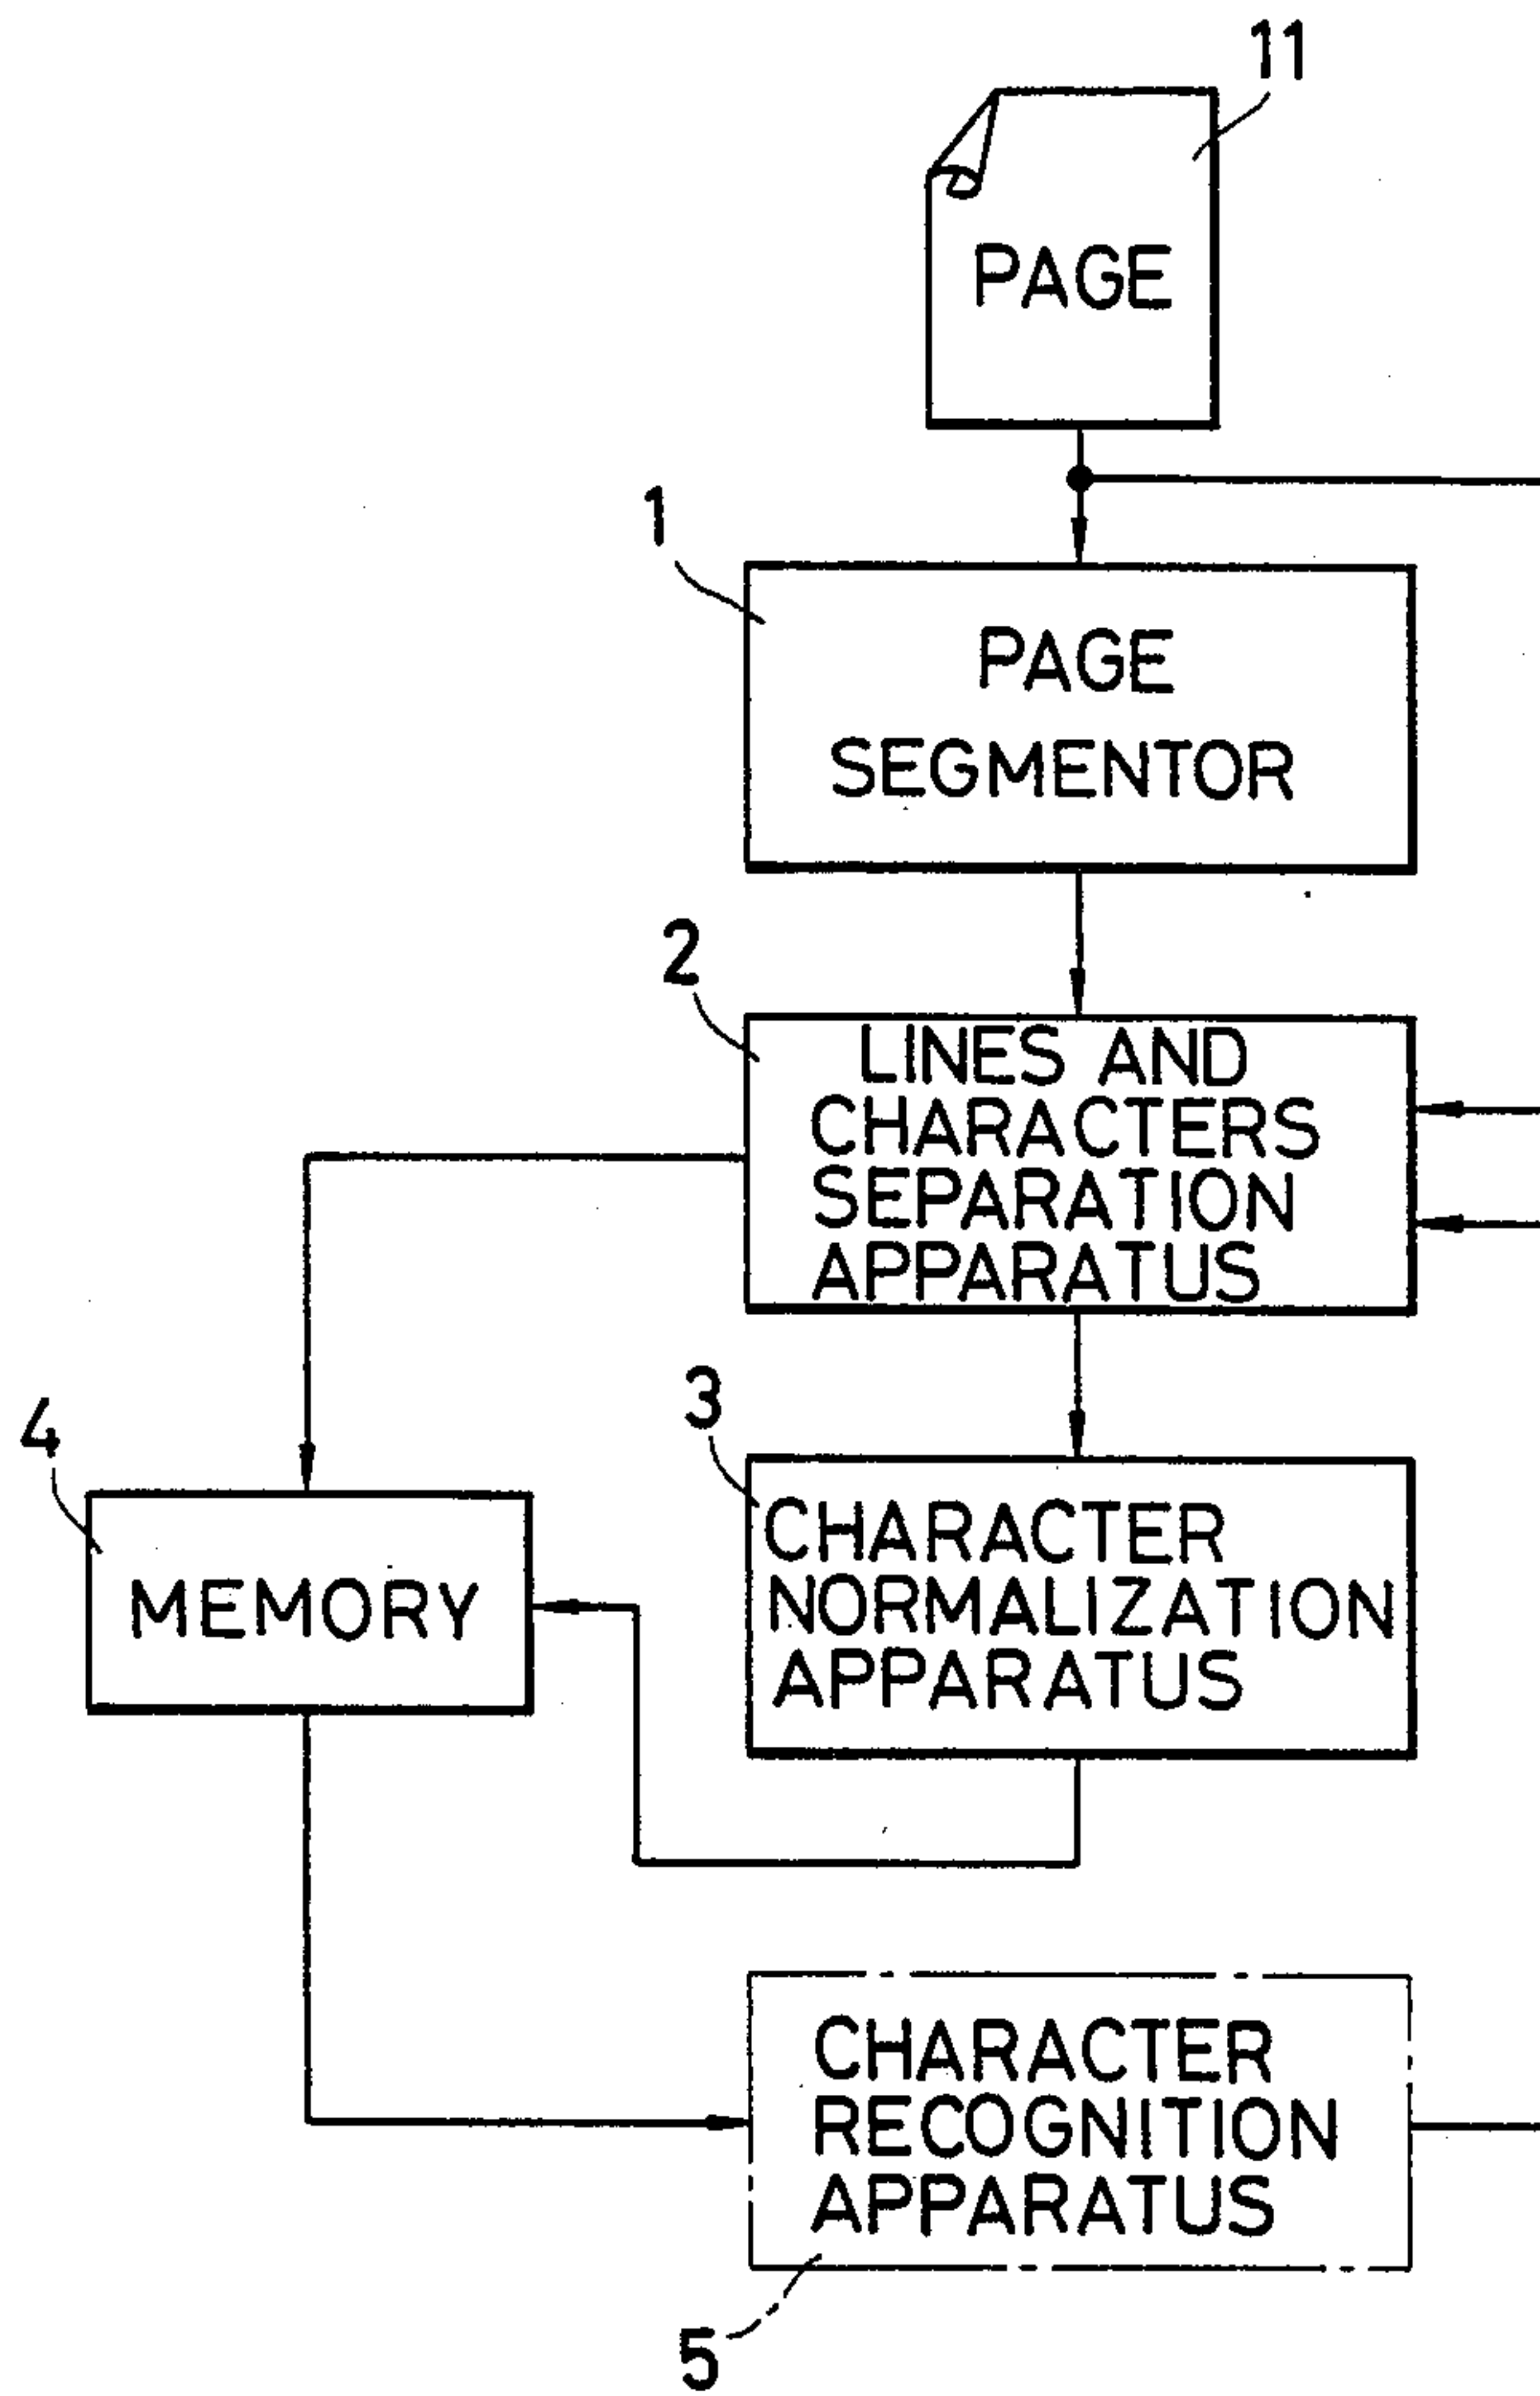 11
PAGE
1
PAGE
SEGMENTOR
2
LINES AND
CHARACTERS
SEPARATION
APPARATUS
3
4
CHARACTER
NORMALIZATION
APPARATUS
MEMORY
CHARACTER
RECOGNITION
APPARATUS
5